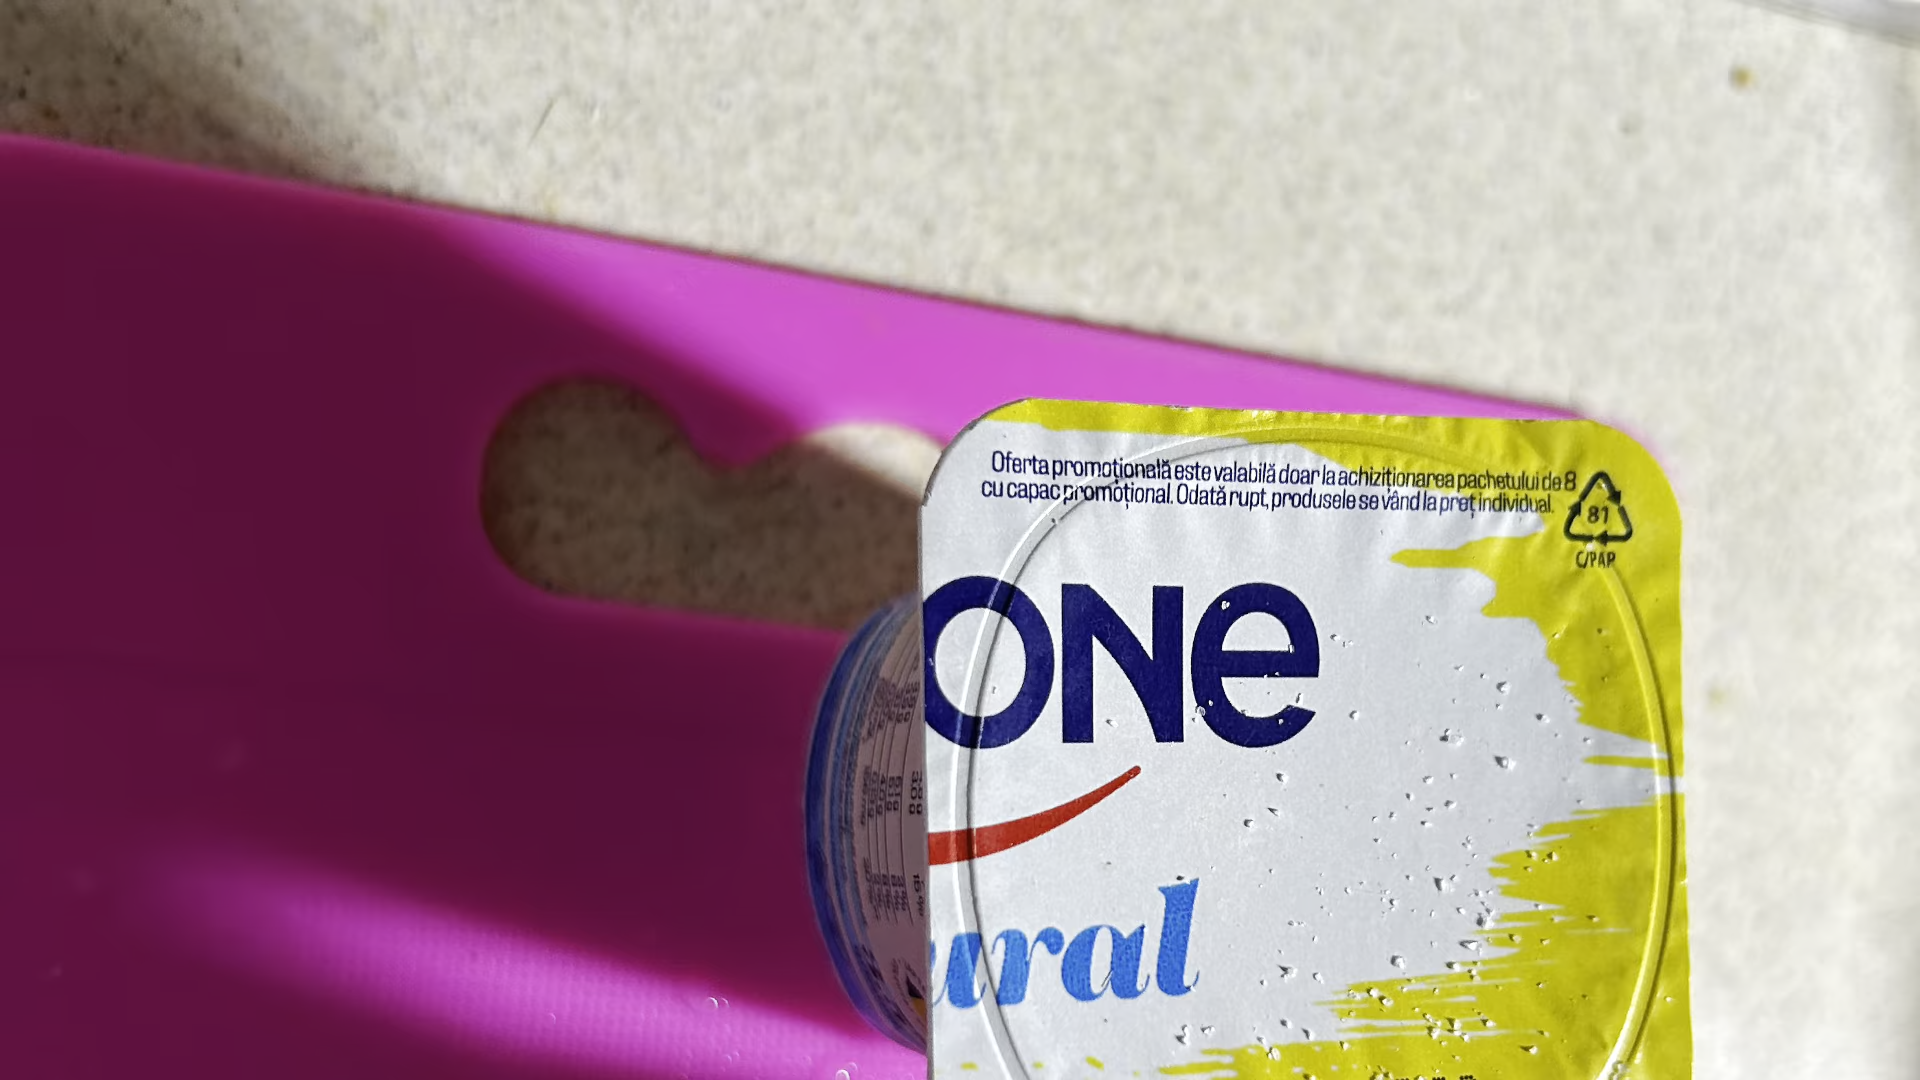 Oferta promoțională este valabilă doar la achiziționarea pachetului de 8
cu capac promoțional. Odată rupt, produsele se vând la preț individual.
81
C/PAP
ONe
ural